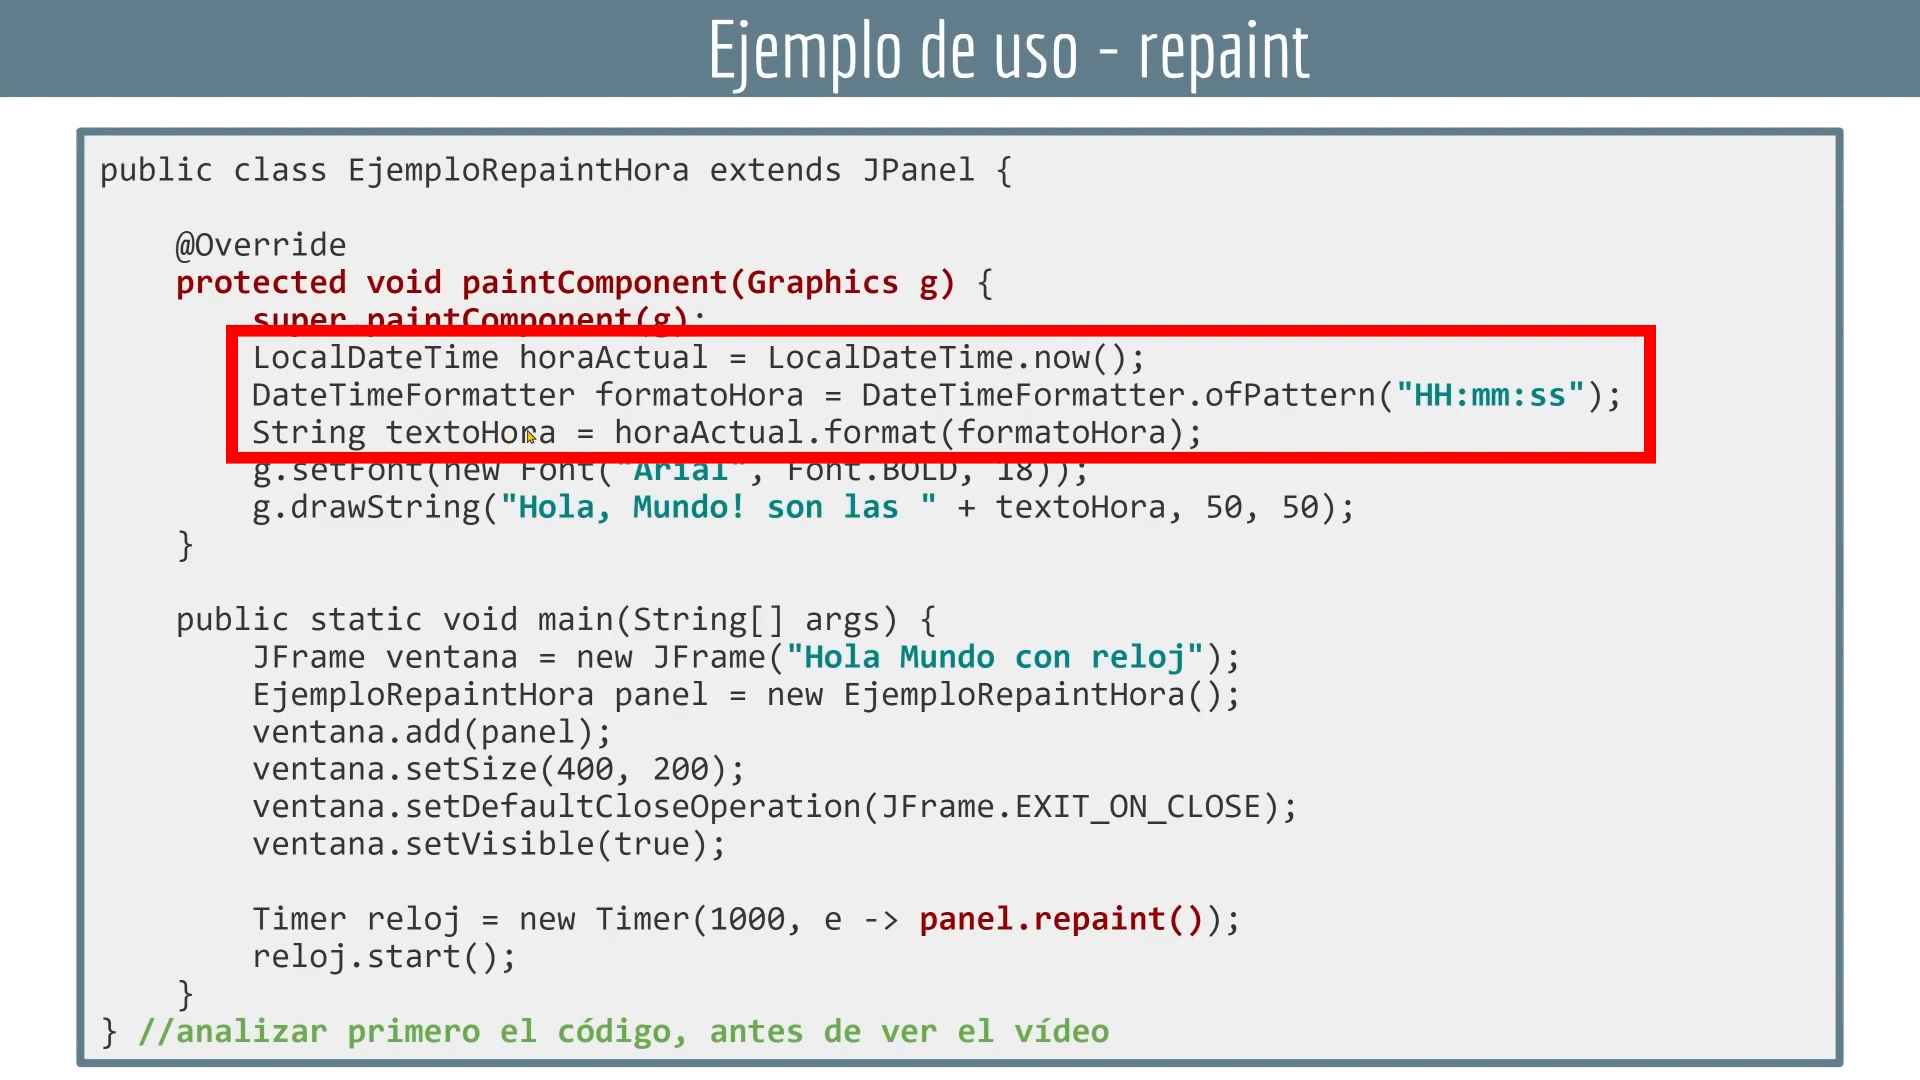 Ejemplo de uso - repaint
public class EjemploRepaintHora extends JPanel {
@Override
protected void paintComponent(Graphics g) {
super.paintComponent(g);
LocalDateTime horaActual = LocalDateTime.now();
DateTimeFormatter formatoHora = DateTimeFormatter.ofPattern("HH:mm:ss");
String textoHora = horaActual.format(formatoHora);
g.setFont(new Font("Arial", Font.BOLD, 18));
g.drawString("Hola, Mundo! son las " + textoHora, 50, 50);
}
public static void main(String[] args) {
JFrame ventana = new JFrame("Hola Mundo con reloj");
EjemploRepaintHora panel = new EjemploRepaintHora();
ventana.add(panel);
ventana.setSize(400, 200);
ventana.setDefaultCloseOperation(JFrame.EXIT_ON_CLOSE);
ventana.setVisible(true);
Timer reloj = new Timer(1000, e -> panel.repaint());
reloj.start();
}
} //analizar primero el código, antes de ver el vídeo